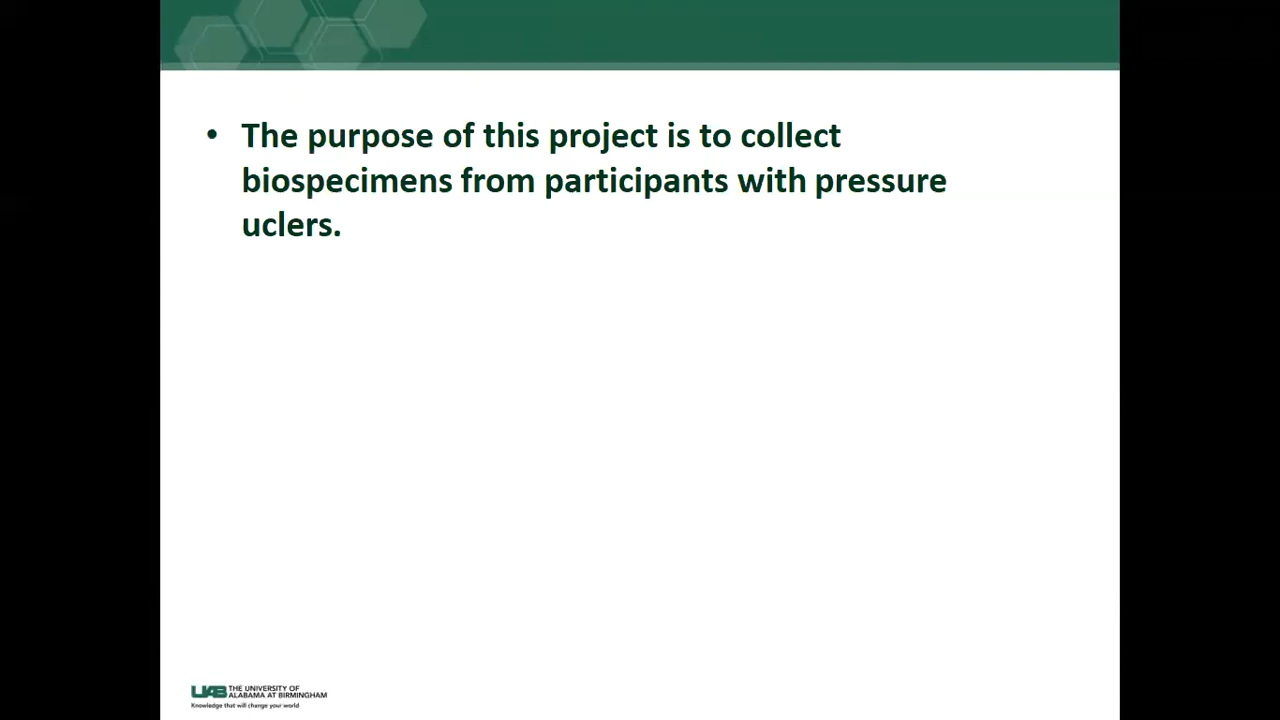 • The purpose of this project is to collect
biospecimens from participants with pressure
uclers.
UAB THE UNIVERSITY OF
ALABAMA AT BIRMINGHAM
Knowledge that will change your world